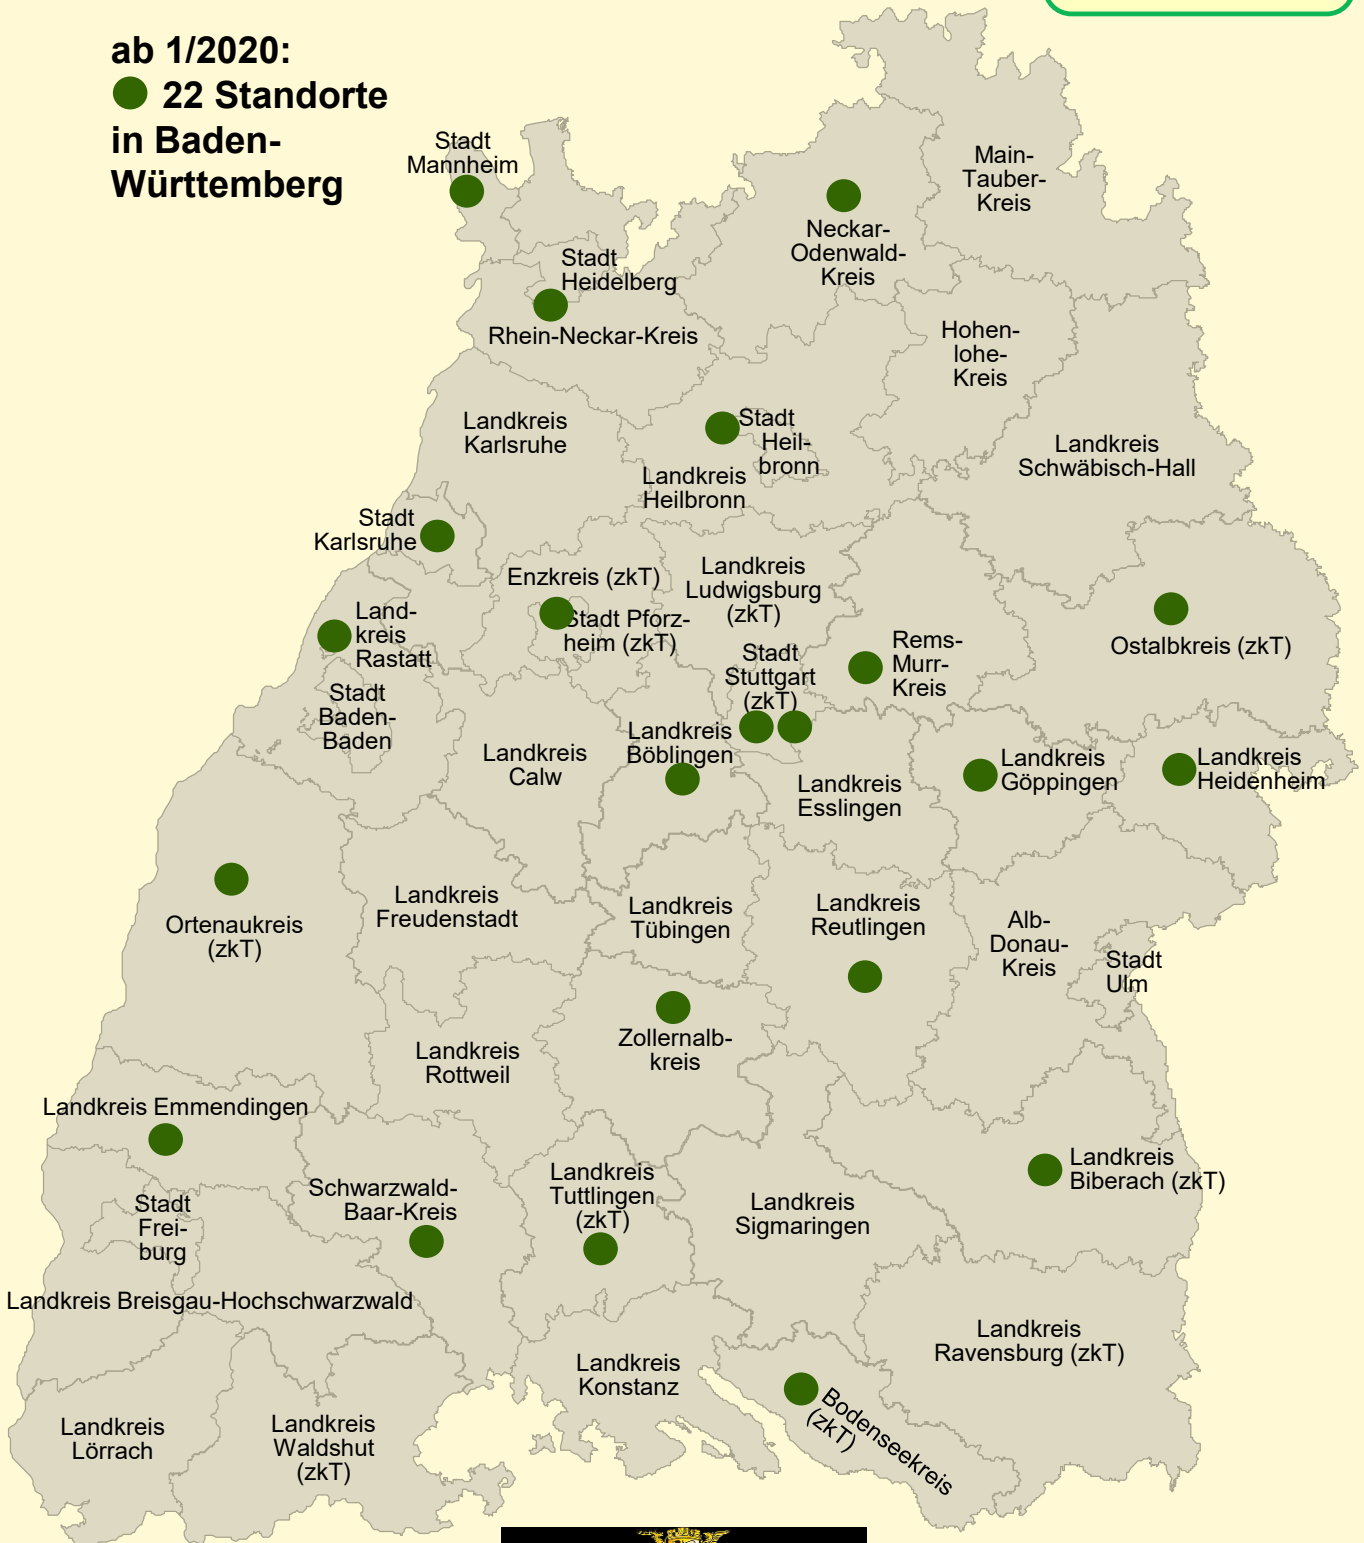 ab 1/2020:
22 Standorte
in Baden-
Württemberg
Stadt
Mannheim
Main-
Tauber-
Kreis
Neckar-
Odenwald-
Kreis
Stadt
Heidelberg
Rhein-Neckar-Kreis
Hohen-
lohe-
Kreis
Landkreis
Karlsruhe
Stadt
Heil-
bronn
Landkreis
Heilbronn
Landkreis
Schwäbisch-Hall
Stadt
Karlsruhe
Enzkreis (zkT)
Stadt Pforz-
heim (zkT)
Landkreis
Ludwigsburg
(zkT)
Land-
kreis
Rastatt
Rems-
Murr-
Kreis
Ostalbkreis (zkT)
Stadt
Stuttgart
(zkT)
Stadt
Baden-
Baden
Landkreis
Calw
Landkreis
Böblingen
Landkreis
Esslingen
Landkreis
Göppingen
Landkreis
Heidenheim
Ortenaukreis
(zkT)
Landkreis
Freudenstadt
Landkreis
Tübingen
Landkreis
Reutlingen
Alb-
Donau-
Kreis
Stadt
Ulm
Landkreis
Rottweil
Zollernalb-
kreis
Landkreis Emmendingen
Stadt
Frei-
burg
Schwarzwald-
Baar-Kreis
Landkreis
Tuttlingen
(zkT)
Landkreis
Sigmaringen
Landkreis
Biberach (zkT)
Landkreis Breisgau-Hochschwarzwald
Landkreis
Konstanz
Landkreis
Ravensburg (zkT)
Bodenseekreis
(zkT)
Landkreis
Lörrach
Landkreis
Waldshut
(zkT)